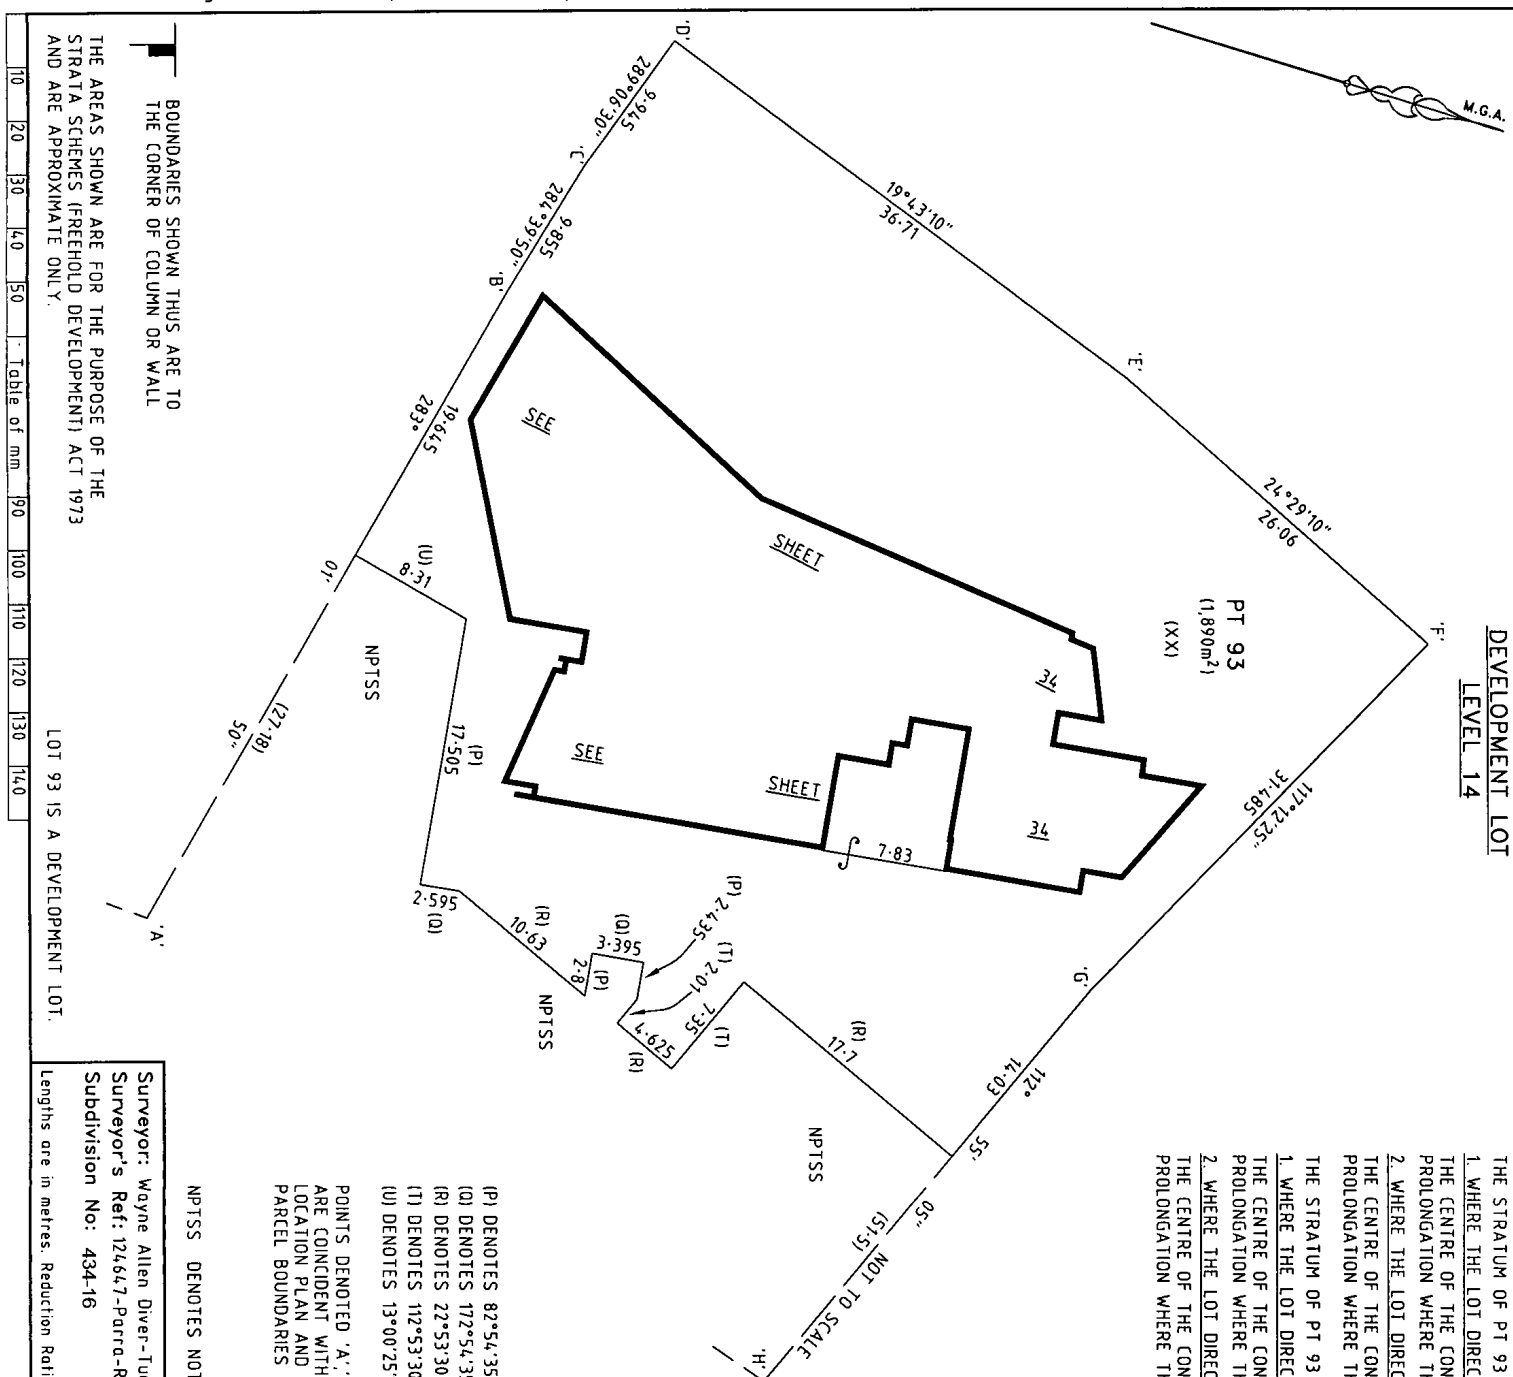 M.G.A.
DEVELOPMENT LOT
LEVEL 14
'D'
289°06'30"
9·945
'C'
284°39'50"
9·855
'B'
283°
19·645
01'
(27·18)
50"
'A'
19°43'10"
36·71
'E'
24°29'10"
26·06
'F'
117°12'25"
31·485
'G'
112°
14·03
55'
05"
(51·5)
NOT TO SCALE
'H'
PT 93
(1,890m²)
(XX)
SEE
SHEET
34
SEE
SHEET
34
7·83
(U)
8·31
NPTSS
(P)
17·505
2·595
(Q)
(R)
10·63
2·8
(P)
(Q)
3·395
(P) 2·435
(T) 2·01
4·625
(R)
7·35
(T)
(R)
17·7
NPTSS
NPTSS
BOUNDARIES SHOWN THUS ARE TO
THE CORNER OF COLUMN OR WALL
THE AREAS SHOWN ARE FOR THE PURPOSE OF THE
STRATA SCHEMES (FREEHOLD DEVELOPMENT) ACT 1973
AND ARE APPROXIMATE ONLY.
LOT 93 IS A DEVELOPMENT LOT.
THE STRATUM OF PT 93
1. WHERE THE LOT DIREC
THE CENTRE OF THE CON
PROLONGATION WHERE T
2. WHERE THE LOT DIREC
THE CENTRE OF THE CON
PROLONGATION WHERE T
THE STRATUM OF PT 93
1. WHERE THE LOT DIREC
THE CENTRE OF THE CON
PROLONGATION WHERE T
2. WHERE THE LOT DIREC
THE CENTRE OF THE CON
PROLONGATION WHERE T
(P) DENOTES 82°54'35
(Q) DENOTES 172°54'3
(R) DENOTES 22°53'30
(T) DENOTES 112°53'30
(U) DENOTES 13°00'25"
POINTS DENOTED 'A',
ARE COINCIDENT WITH
LOCATION PLAN AND
PARCEL BOUNDARIES
NPTSS DENOTES NOT
Surveyor: Wayne Allen Diver-Tu
Surveyor's Ref: 124647-Parra-R
Subdivision No: 434-16
Lengths are in metres. Reduction Rati
10 20 30 40 50 Table of mm 90 100 110 120 130 140